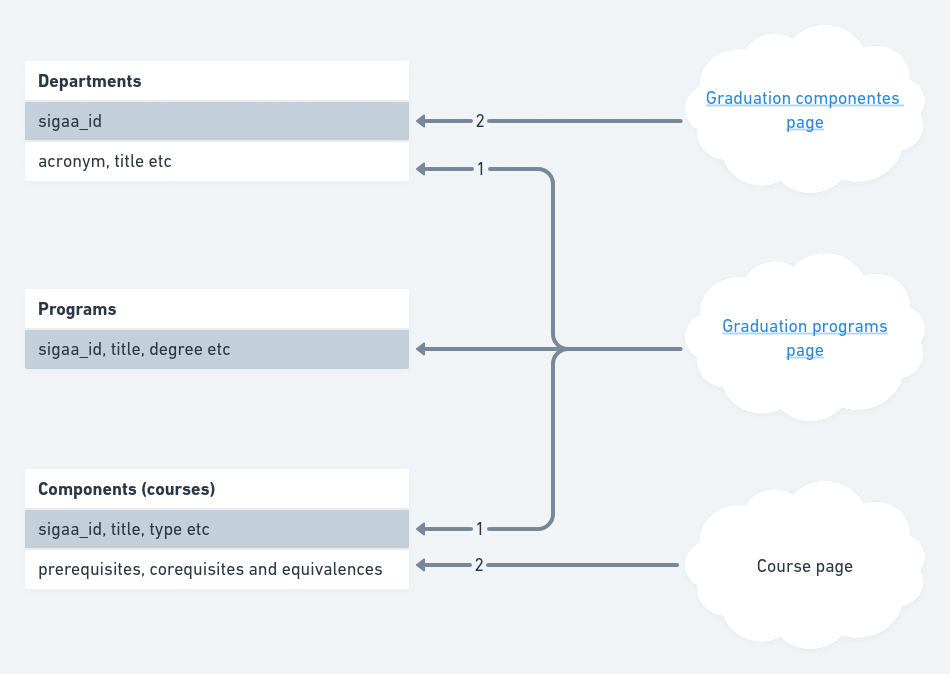 Departments
sigaa_id
acronym, title etc
2
1
Graduation componentes
page
Programs
sigaa_id, title, degree etc
Graduation programs
page
Components (courses)
sigaa_id, title, type etc
prerequisites, corequisites and equivalences
1
2
Course page